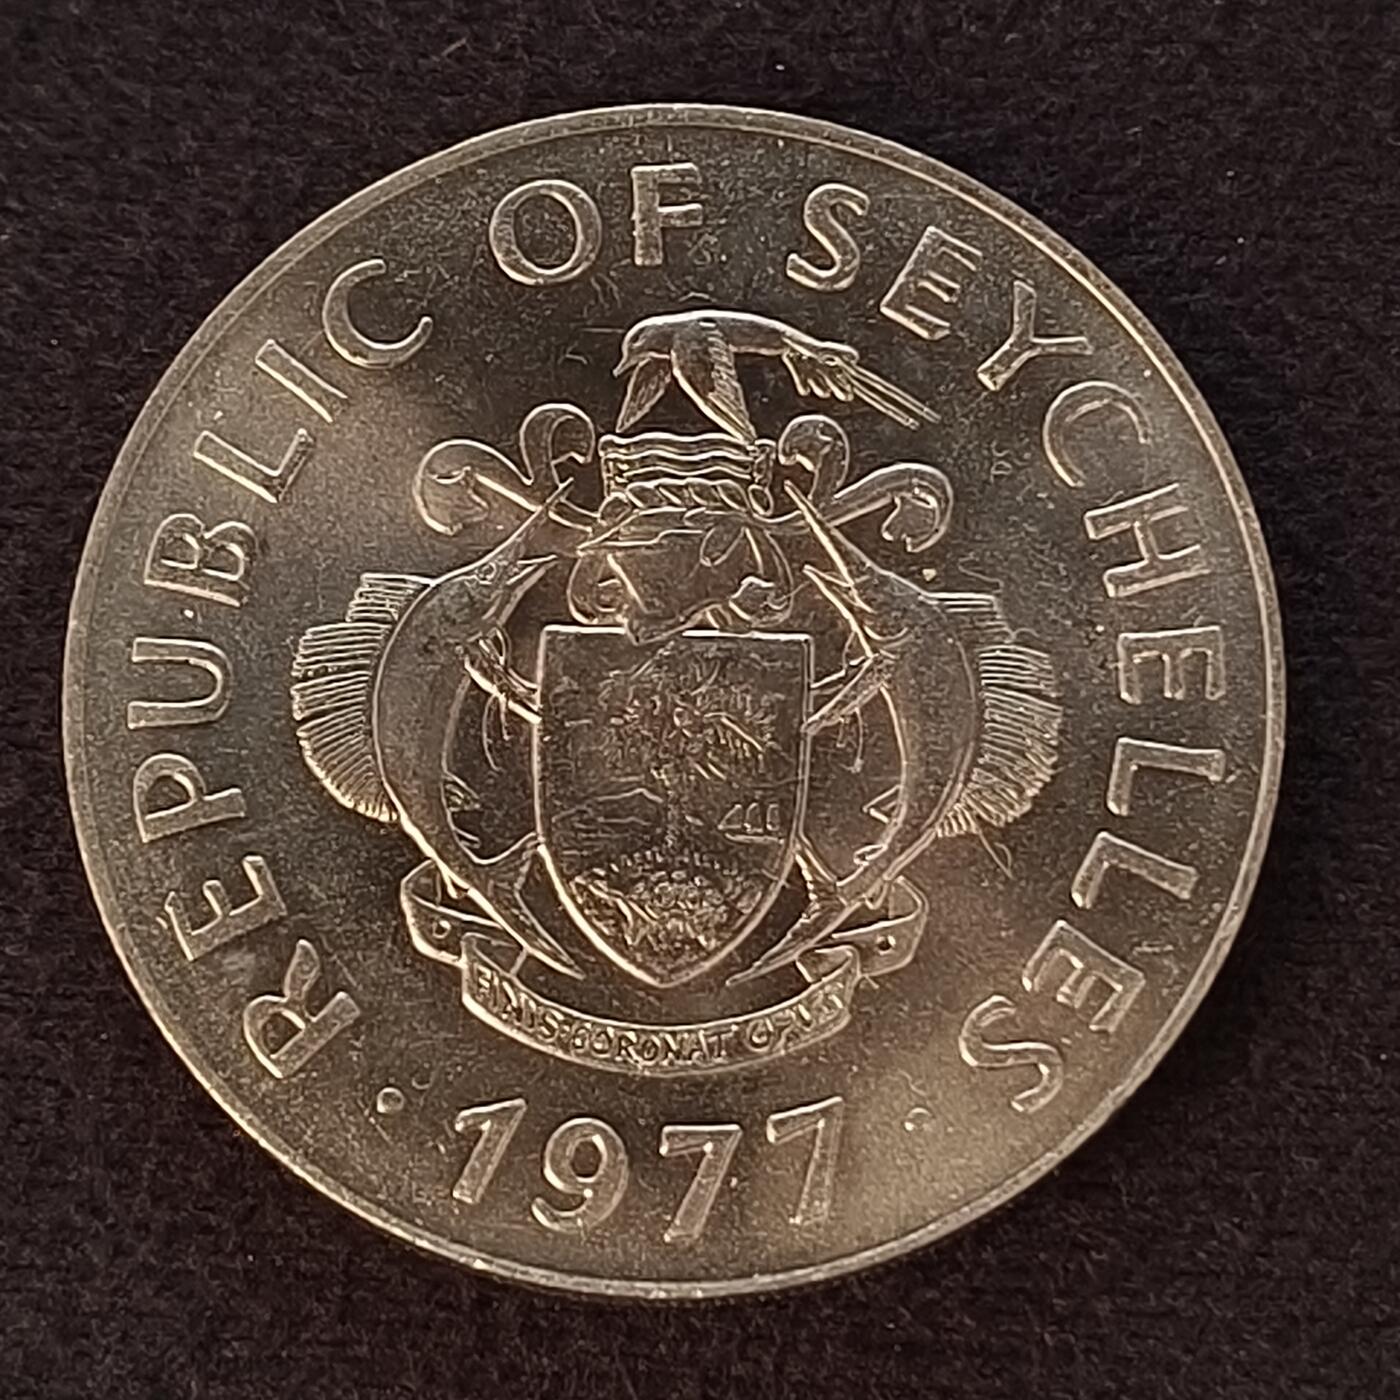 REPUBLIC OF SEYCHELLES
FINIS CORONAT OPUS
· 1977 ·